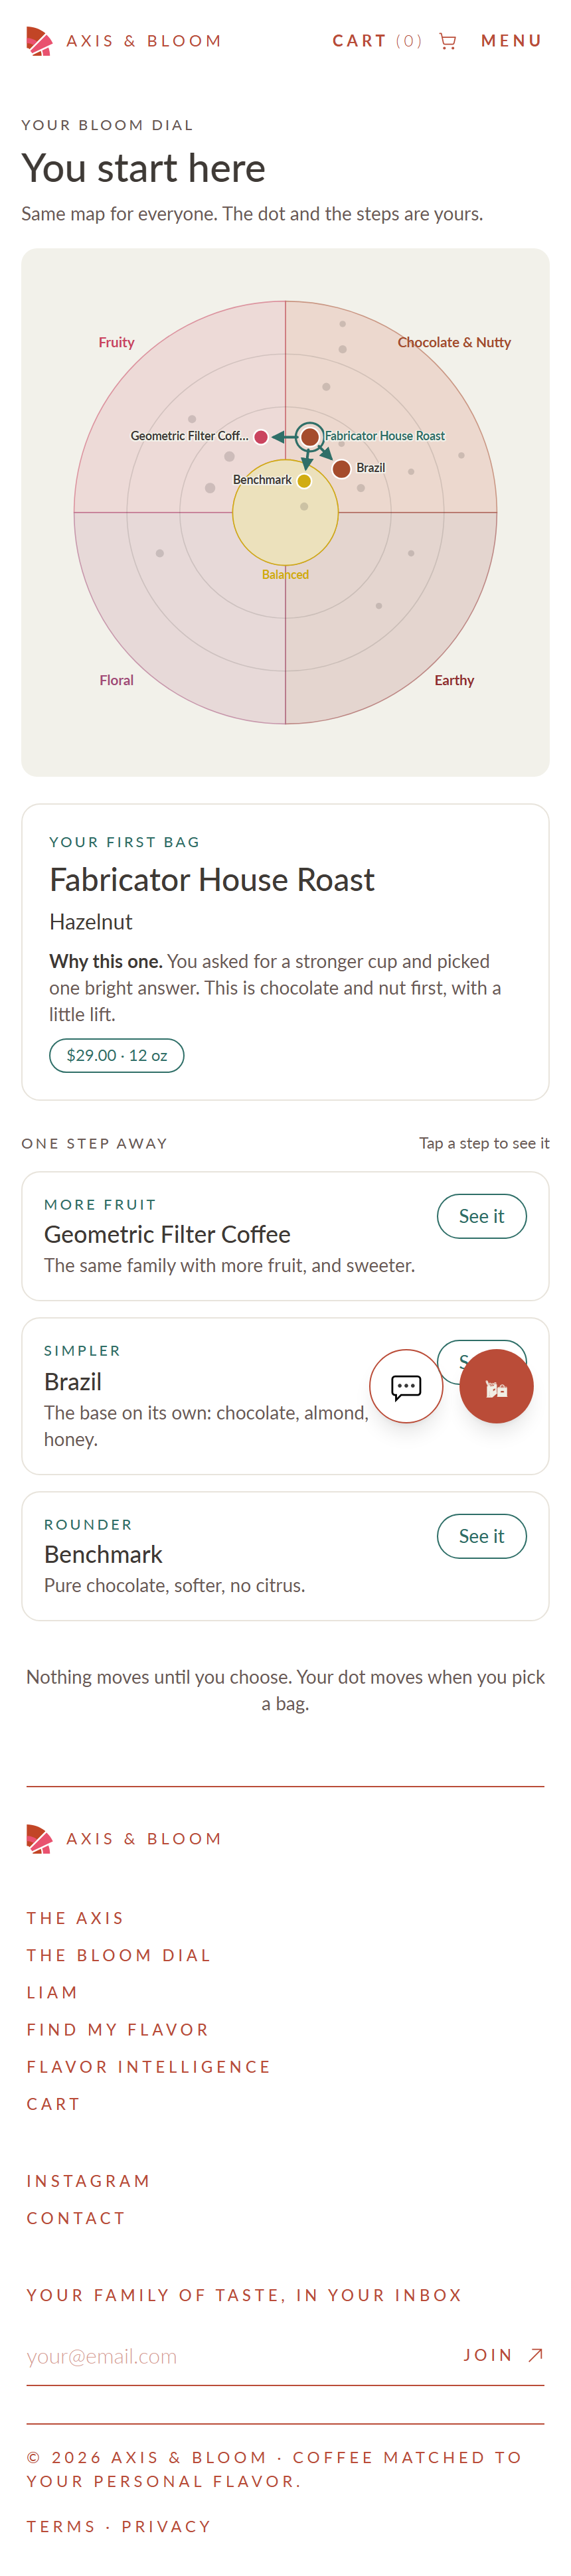 AXIS & BLOOM
CART (0)
MENU
YOUR BLOOM DIAL
You start here
Same map for everyone. The dot and the steps are yours.
Fruity
Chocolate & Nutty
Geometric Filter Coff...
Fabricator House Roast
Brazil
Benchmark
Balanced
Floral
Earthy
YOUR FIRST BAG
Fabricator House Roast
Hazelnut
Why this one. You asked for a stronger cup and picked
one bright answer. This is chocolate and nut first, with a
little lift.
$29.00 · 12 oz
ONE STEP AWAY
Tap a step to see it
MORE FRUIT
See it
Geometric Filter Coffee
The same family with more fruit, and sweeter.
SIMPLER
Brazil
The base on its own: chocolate, almond,
honey.
ROUNDER
See it
Benchmark
Pure chocolate, softer, no citrus.
Nothing moves until you choose. Your dot moves when you pick
a bag.
AXIS & BLOOM
THE AXIS
THE BLOOM DIAL
LIAM
FIND MY FLAVOR
FLAVOR INTELLIGENCE
CART
INSTAGRAM
CONTACT
YOUR FAMILY OF TASTE, IN YOUR INBOX
your@email.com
JOIN
© 2026 AXIS & BLOOM · COFFEE MATCHED TO
YOUR PERSONAL FLAVOR.
TERMS · PRIVACY